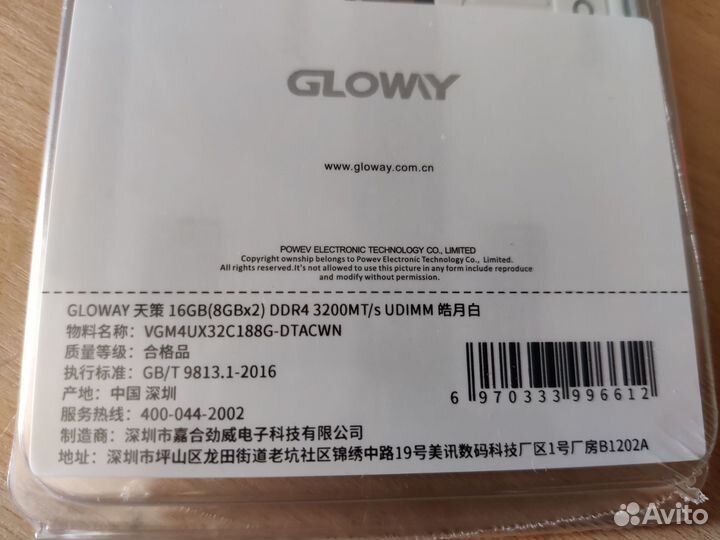 GLOWAY
www.gloway.com.cn
POWEV ELECTRONIC TECHNOLOGY CO., LIMITED
Copyright ownship belongs to Powev Electronic Technology Co., Limited.
All rights reserved.It's not allowed to use this picture in any form include reproduce
and modify without permission.
GLOWAY 天策 16GB(8GBx2) DDR4 3200MT/s UDIMM 皓月白
物料名称: VGM4UX32C188G-DTACWN
质量等级: 合格品
执行标准: GB/T 9813.1-2016
产地: 中国 深圳
服务热线: 400-044-2002
制造商: 深圳市嘉合劲威电子科技有限公司
地址: 深圳市坪山区龙田街道老坑社区锦绣中路19号美讯数码科技厂区1号厂房B1202A
6 970333 996612
Avito